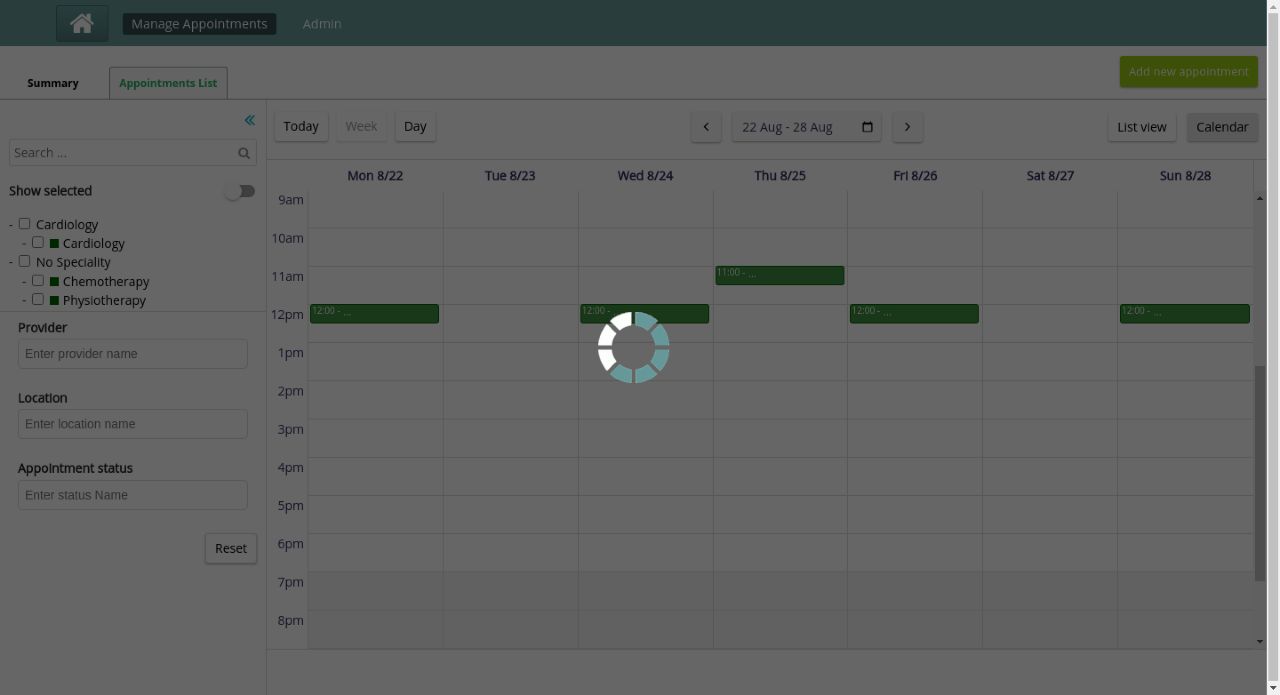 Manage Appointments Admin
Summary Appointments List Add new appointment
Today Week Day 22 Aug - 28 Aug List view Calendar
Search ...
Show selected
- Cardiology
- Cardiology
- No Speciality
- Chemotherapy
- Physiotherapy
Provider
Enter provider name
Location
Enter location name
Appointment status
Enter status Name
Reset
Mon 8/22 Tue 8/23 Wed 8/24 Thu 8/25 Fri 8/26 Sat 8/27 Sun 8/28
9am
10am
11am 11:00 - ...
12pm 12:00 - ... 12:00 - 12:00 - ... 12:00 - ...
1pm
2pm
3pm
4pm
5pm
6pm
7pm
8pm